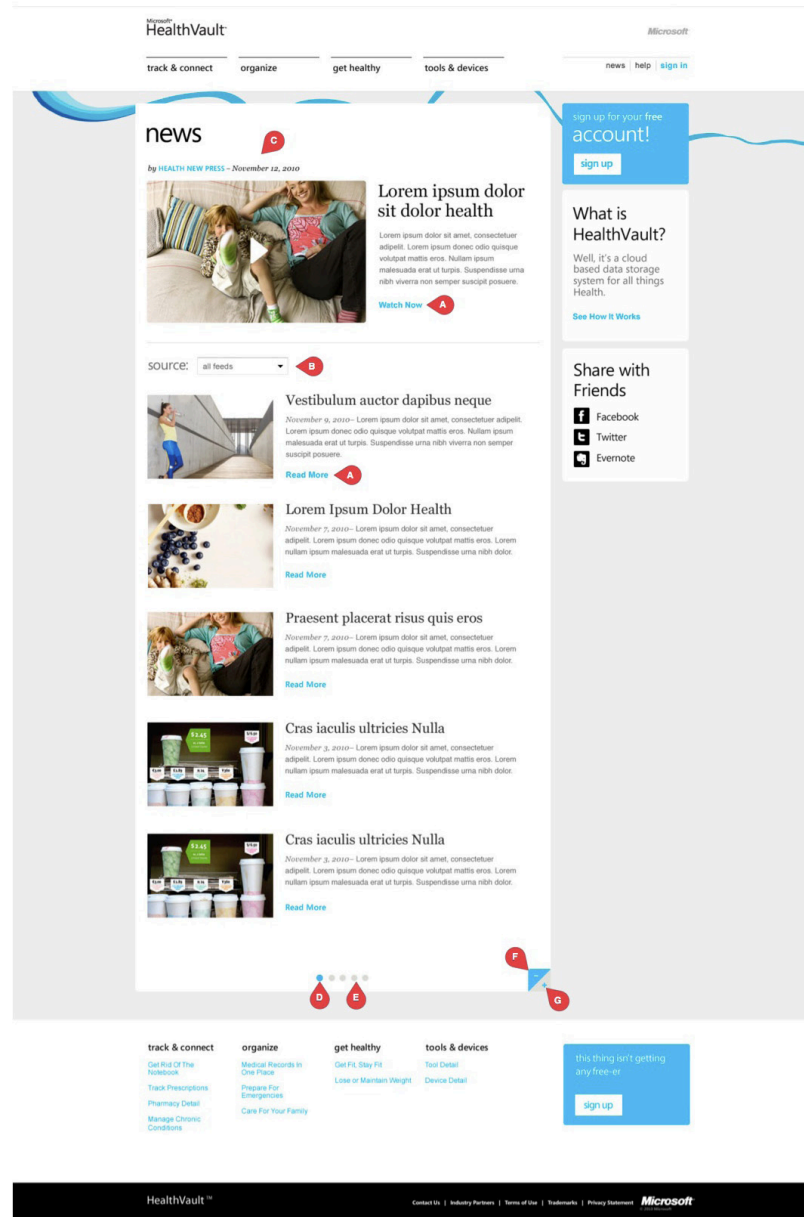 Microsoft®
HealthVault™
Microsoft
track & connect
organize
get healthy
tools & devices
news | help | sign in
news
C
by HEALTH NEW PRESS – November 12, 2010
Lorem ipsum dolor
sit dolor health
Lorem ipsum dolor sit amet, consectetuer
adipelit. Lorem ipsum donec odio quisque
volutpat mattis eros. Nullam ipsum
malesuada erat ut turpis. Suspendisse urna
nibh viverra non semper suscipit posuere.
Watch Now
A
source:
all feeds
B
Vestibulum auctor dapibus neque
November 9, 2010– Lorem ipsum dolor sit amet, consectetuer adipelit.
Lorem ipsum donec odio quisque volutpat mattis eros. Nullam ipsum
malesuada erat ut turpis. Suspendisse urna nibh viverra non semper
suscipit posuere.
Read More
A
Lorem Ipsum Dolor Health
November 7, 2010– Lorem ipsum dolor sit amet, consectetuer
adipelit. Lorem ipsum donec odio quisque volutpat mattis eros. Lorem
nullam ipsum malesuada erat ut turpis. Suspendisse urna nibh dolor.
Read More
Praesent placerat risus quis eros
November 7, 2010– Lorem ipsum dolor sit amet, consectetuer
adipelit. Lorem ipsum donec odio quisque volutpat mattis eros. Lorem
nullam ipsum malesuada erat ut turpis. Suspendisse urna nibh dolor.
Read More
$2.45
Cras iaculis ultricies Nulla
November 3, 2010– Lorem ipsum dolor sit amet, consectetuer
adipelit. Lorem ipsum donec odio quisque volutpat mattis eros. Lorem
nullam ipsum malesuada erat ut turpis. Suspendisse urna nibh dolor.
Read More
$2.45
Cras iaculis ultricies Nulla
November 3, 2010– Lorem ipsum dolor sit amet, consectetuer
adipelit. Lorem ipsum donec odio quisque volutpat mattis eros. Lorem
nullam ipsum malesuada erat ut turpis. Suspendisse urna nibh dolor.
Read More
F
– +
D
E
G
sign up for your free
account!
sign up
What is
HealthVault?
Well, it's a cloud
based data storage
system for all things
Health.
See How It Works
Share with
Friends
Facebook
Twitter
Evernote
track & connect
Get Rid Of The
Notebook
Track Prescriptions
Pharmacy Detail
Manage Chronic
Conditions
organize
Medical Records In
One Place
Prepare For
Emergencies
Care For Your Family
get healthy
Get Fit, Stay Fit
Lose or Maintain Weight
tools & devices
Tool Detail
Device Detail
this thing isn't getting
any free-er
sign up
HealthVault ™
Contact Us | Industry Partners | Terms of Use | Trademarks | Privacy Statement
Microsoft
© 2010 Microsoft